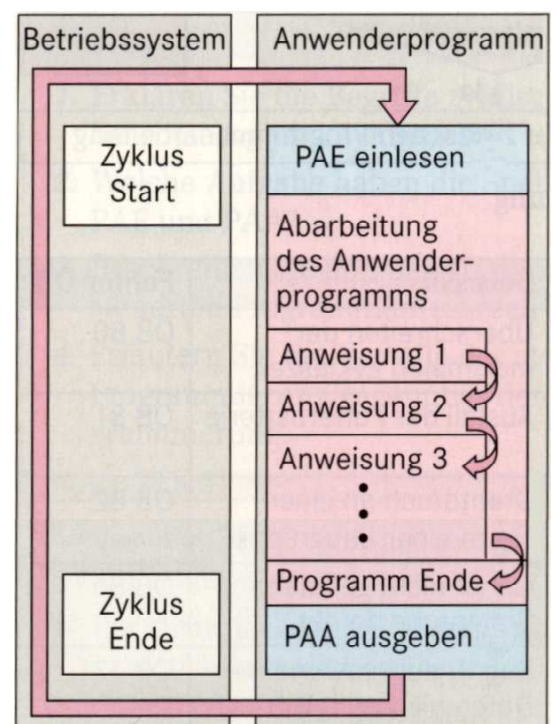 Betriebssystem
Anwenderprogramm
Zyklus
Start
PAE einlesen
Abarbeitung
des Anwender-
programms
Anweisung 1
Anweisung 2
Anweisung 3
Programm Ende
Zyklus
Ende
PAA ausgeben